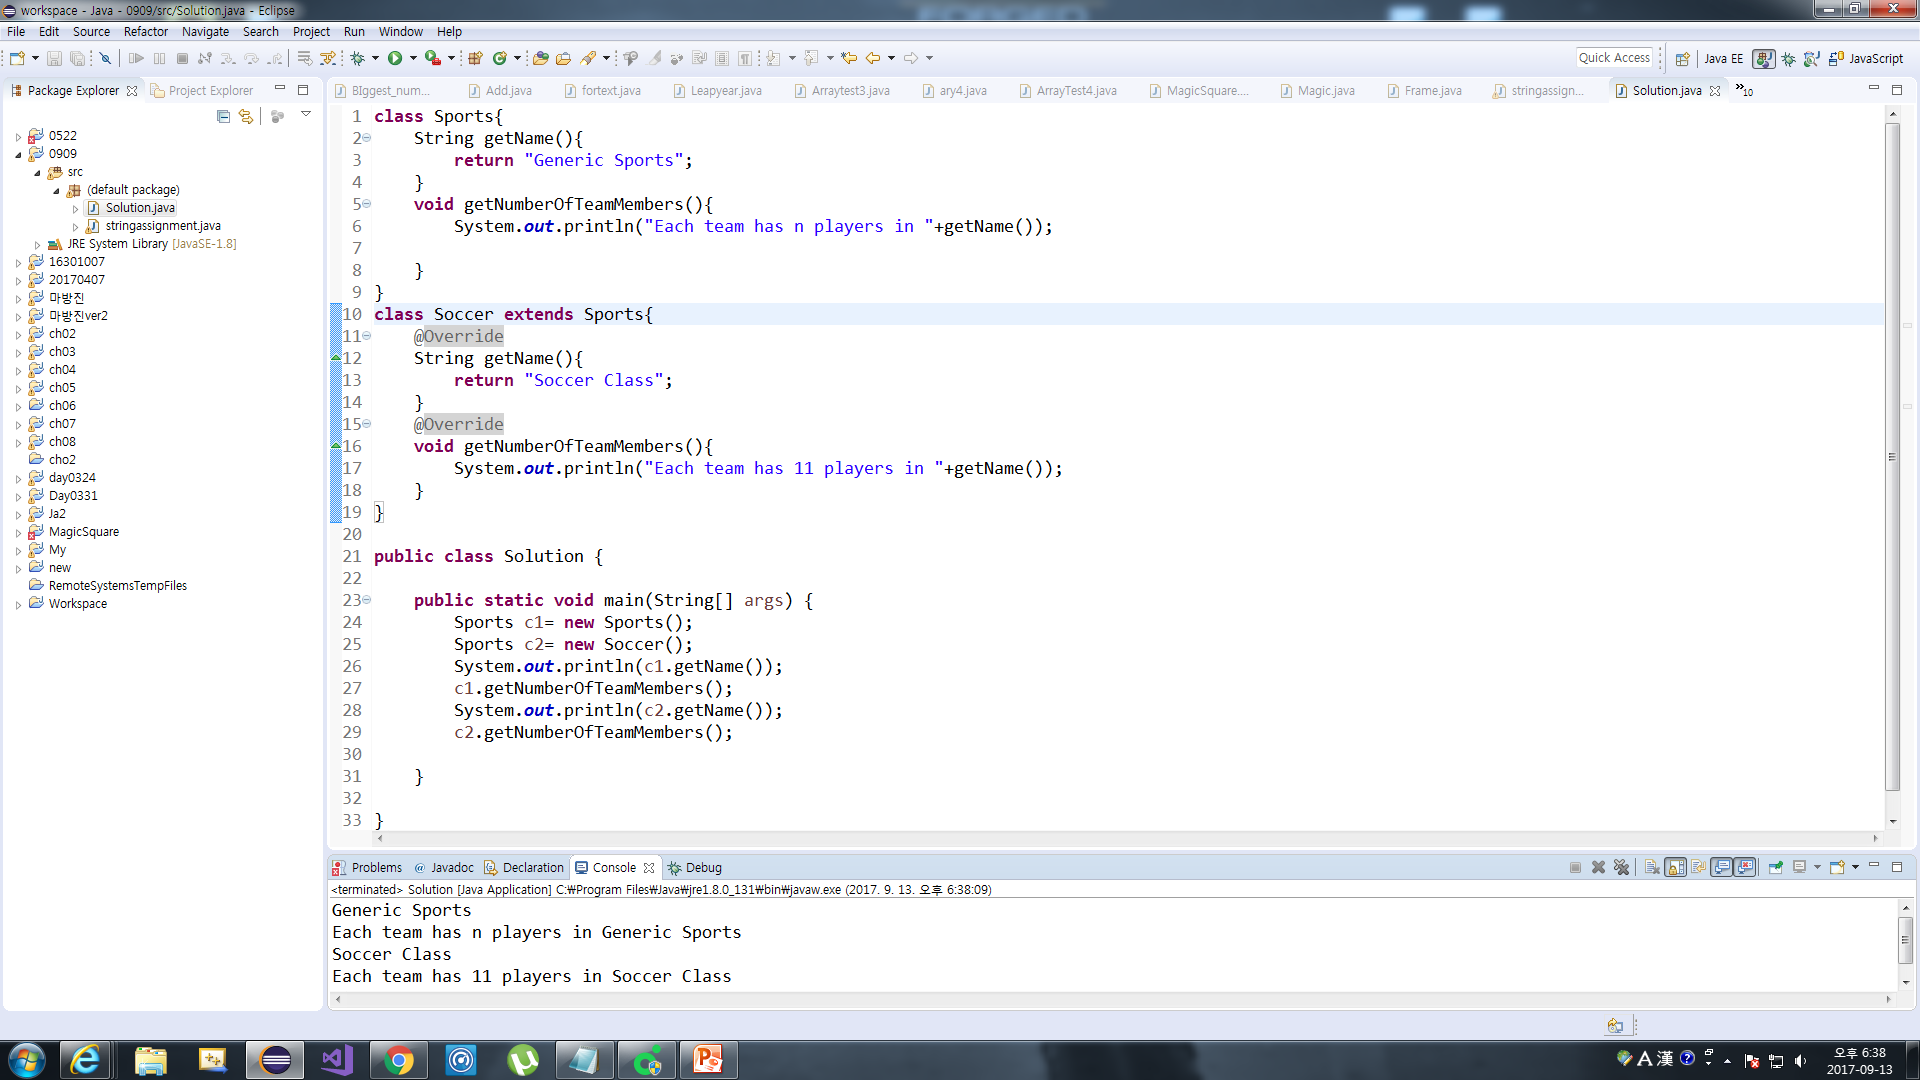 workspace - Java - 0909/src/Solution.java - Eclipse
File Edit Source Refactor Navigate Search Project Run Window Help
Quick Access Java EE JavaScript
Package Explorer Project Explorer
BIggest_num... Add.java fortext.java Leapyear.java Arraytest3.java ary4.java ArrayTest4.java MagicSquare.... Magic.java Frame.java stringassign... Solution.java »10
0522
0909
src
(default package)
Solution.java
stringassignment.java
JRE System Library [JavaSE-1.8]
16301007
20170407
마방진
마방진ver2
ch02
ch03
ch04
ch05
ch06
ch07
ch08
cho2
day0324
Day0331
Ja2
MagicSquare
My
new
RemoteSystemsTempFiles
Workspace
1 class Sports{
2 String getName(){
3 return "Generic Sports";
4 }
5 void getNumberOfTeamMembers(){
6 System.out.println("Each team has n players in "+getName());
7
8 }
9 }
10 class Soccer extends Sports{
11 @Override
12 String getName(){
13 return "Soccer Class";
14 }
15 @Override
16 void getNumberOfTeamMembers(){
17 System.out.println("Each team has 11 players in "+getName());
18 }
19 }
20
21 public class Solution {
22
23 public static void main(String[] args) {
24 Sports c1= new Sports();
25 Sports c2= new Soccer();
26 System.out.println(c1.getName());
27 c1.getNumberOfTeamMembers();
28 System.out.println(c2.getName());
29 c2.getNumberOfTeamMembers();
30
31 }
32
33 }
Problems @ Javadoc Declaration Console Debug
<terminated> Solution [Java Application] C:₩Program Files₩Java₩jre1.8.0_131₩bin₩javaw.exe (2017. 9. 13. 오후 6:38:09)
Generic Sports
Each team has n players in Generic Sports
Soccer Class
Each team has 11 players in Soccer Class
A 漢
오후 6:38
2017-09-13